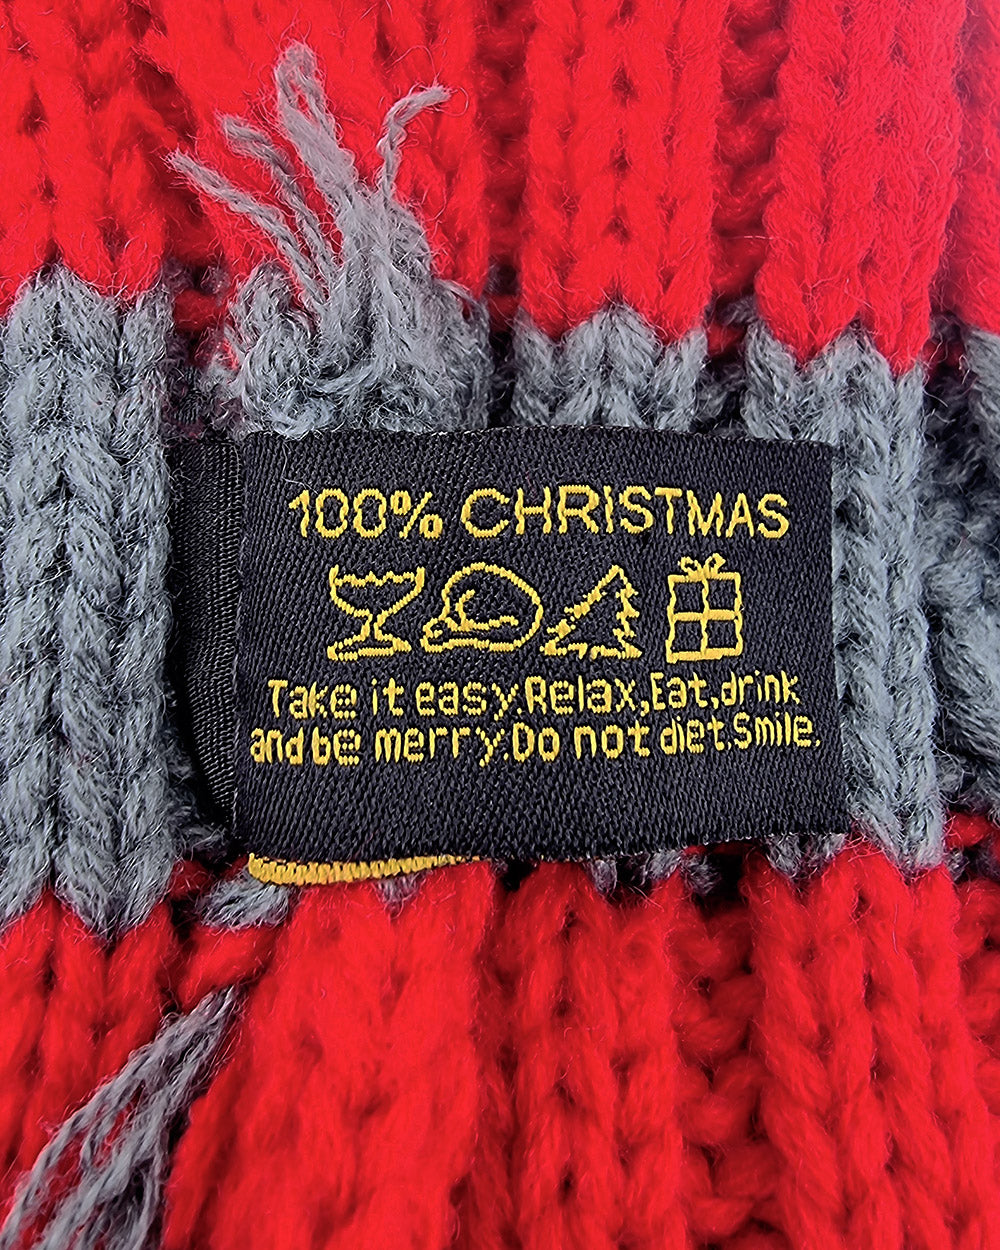 100% CHRISTMAS
Take it easy.Relax,Eat,drink
and be merry.Do not diet.Smile.